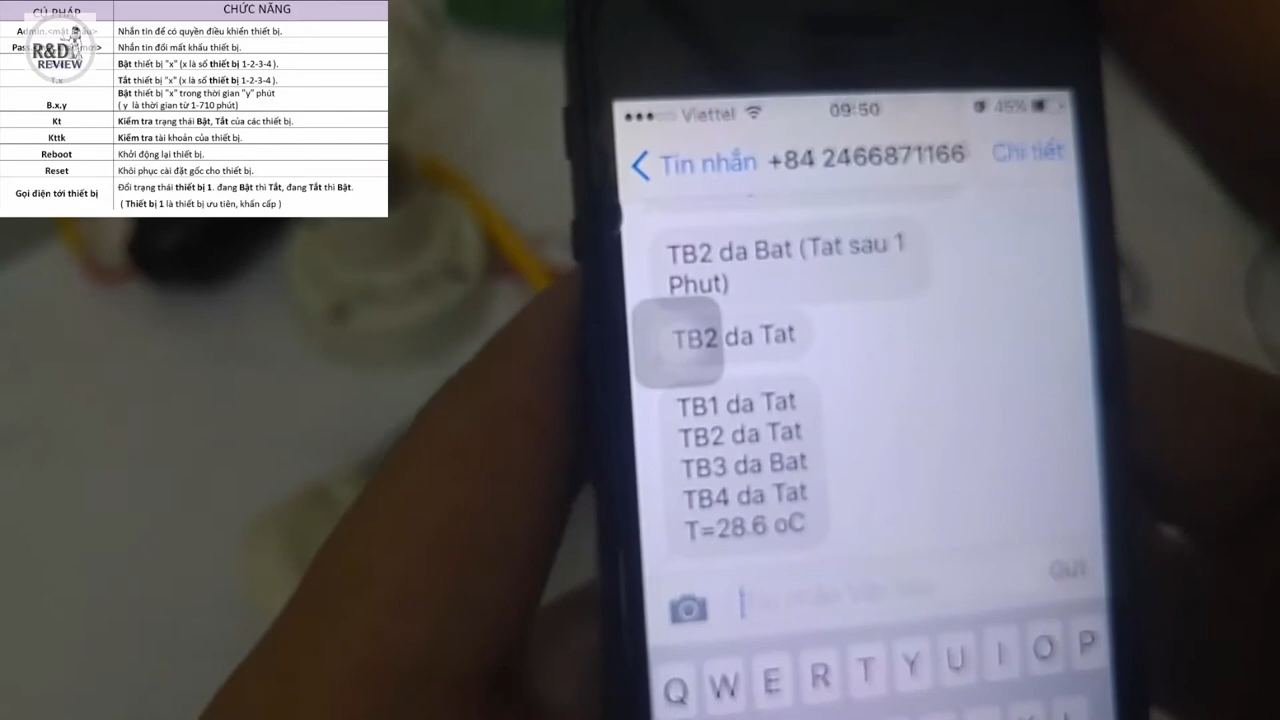 CÚ PHÁP
CHỨC NĂNG
Nhắn tin để có quyền điều khiển thiết bị.
Nhắn tin đổi mất khẩu thiết bị.
Bật thiết bị "x" (x là số thiết bị 1-2-3-4 ).
Tắt thiết bị "x" (x là số thiết bị 1-2-3-4 ).
B.x.y
Bật thiết bị "x" trong thời gian "y" phút
( y là thời gian từ 1-710 phút)
Kt
Kiểm tra trạng thái Bật, Tắt của các thiết bị.
Kttk
Kiểm tra tài khoản của thiết bị.
Reboot
Khởi động lại thiết bị.
Reset
Khôi phục cài đặt gốc cho thiết bị.
Gọi điện tới thiết bị
Đổi trạng thái thiết bị 1. đang Bật thì Tắt, đang Tắt thì Bật.
( Thiết bị 1 là thiết bị ưu tiên, khẩn cấp )
R&D
REVIEW
Viettel 09:50 45%
Tin nhắn +84 2466871166 Chi tiết
TB2 da Bat (Tat sau 1
Phut)
TB2 da Tat
TB1 da Tat
TB2 da Tat
TB3 da Bat
TB4 da Tat
T=28.6 oC
Gửi
Q W E R T Y U I O P